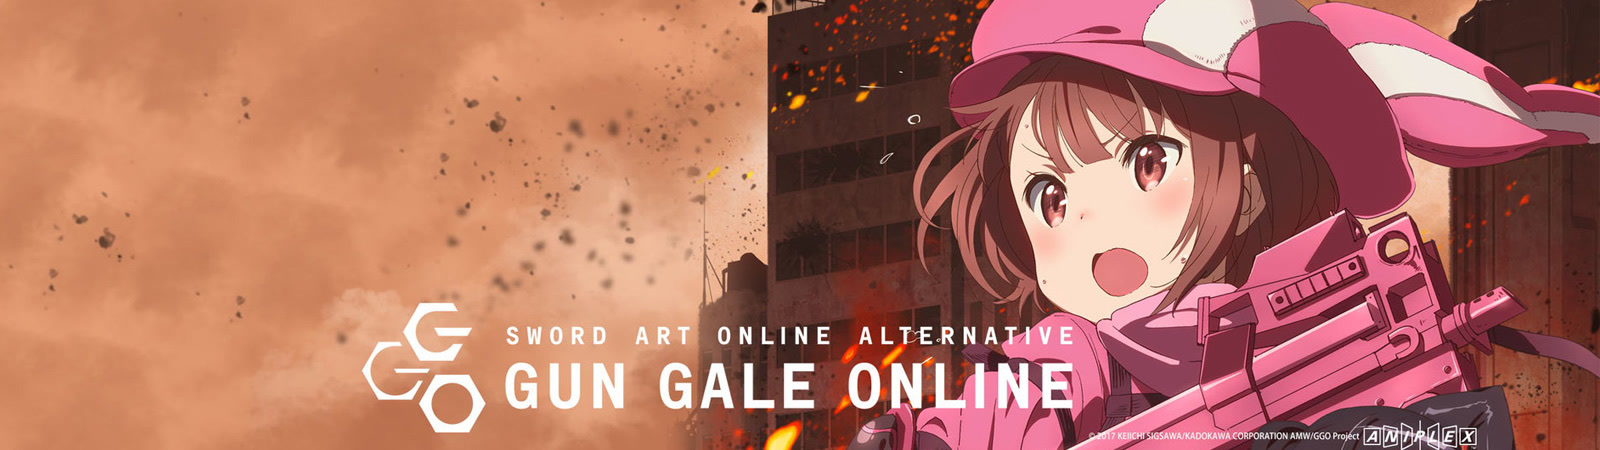 SWORD ART ONLINE ALTERNATIVE
GUN GALE ONLINE
© 2017 KEIICHI SIGSAWA/KADOKAWA CORPORATION AMW/GGO Project ANIPLEX